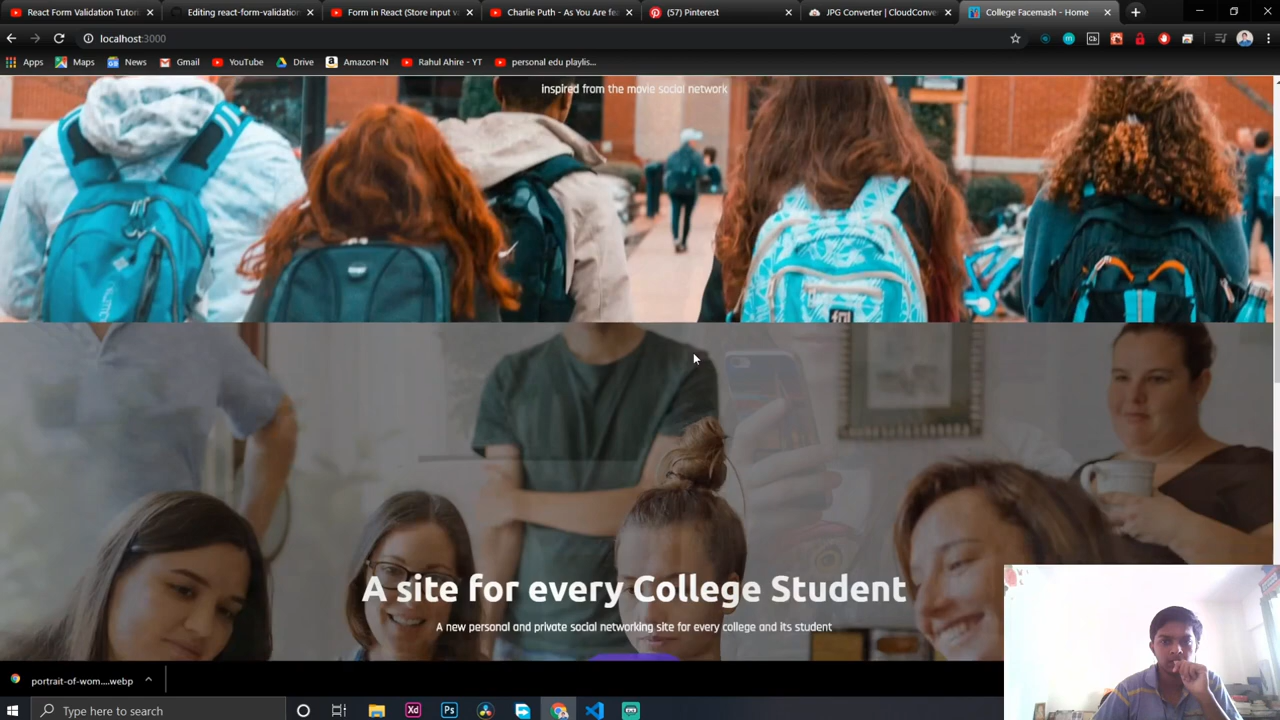 React Form Validation Tutori
Editing react-form-validation
Form in React (Store input v
Charlie Puth - As You Are fe
(57) Pinterest
JPG Converter | CloudConve
College Facemash - Home
localhost:3000
Apps
Maps
News
Gmail
YouTube
Drive
Amazon-IN
Rahul Ahire - YT
personal edu playlis...
inspired from the movie social network
A site for every College Student
A new personal and private social networking site for every college and its student
portrait-of-wom....webp
Xd
Ps
Type here to search